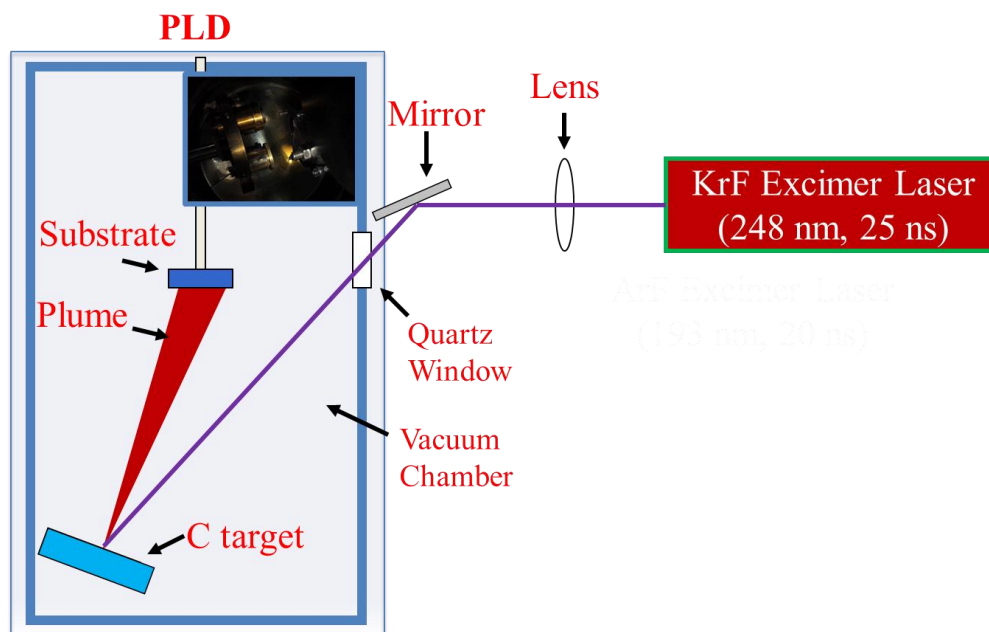 PLD
Lens
Mirror
KrF Excimer Laser
(248 nm, 25 ns)
Substrate
ArF Excimer Laser
(193 nm, 20 ns)
Plume
Quartz
Window
Vacuum
Chamber
C target